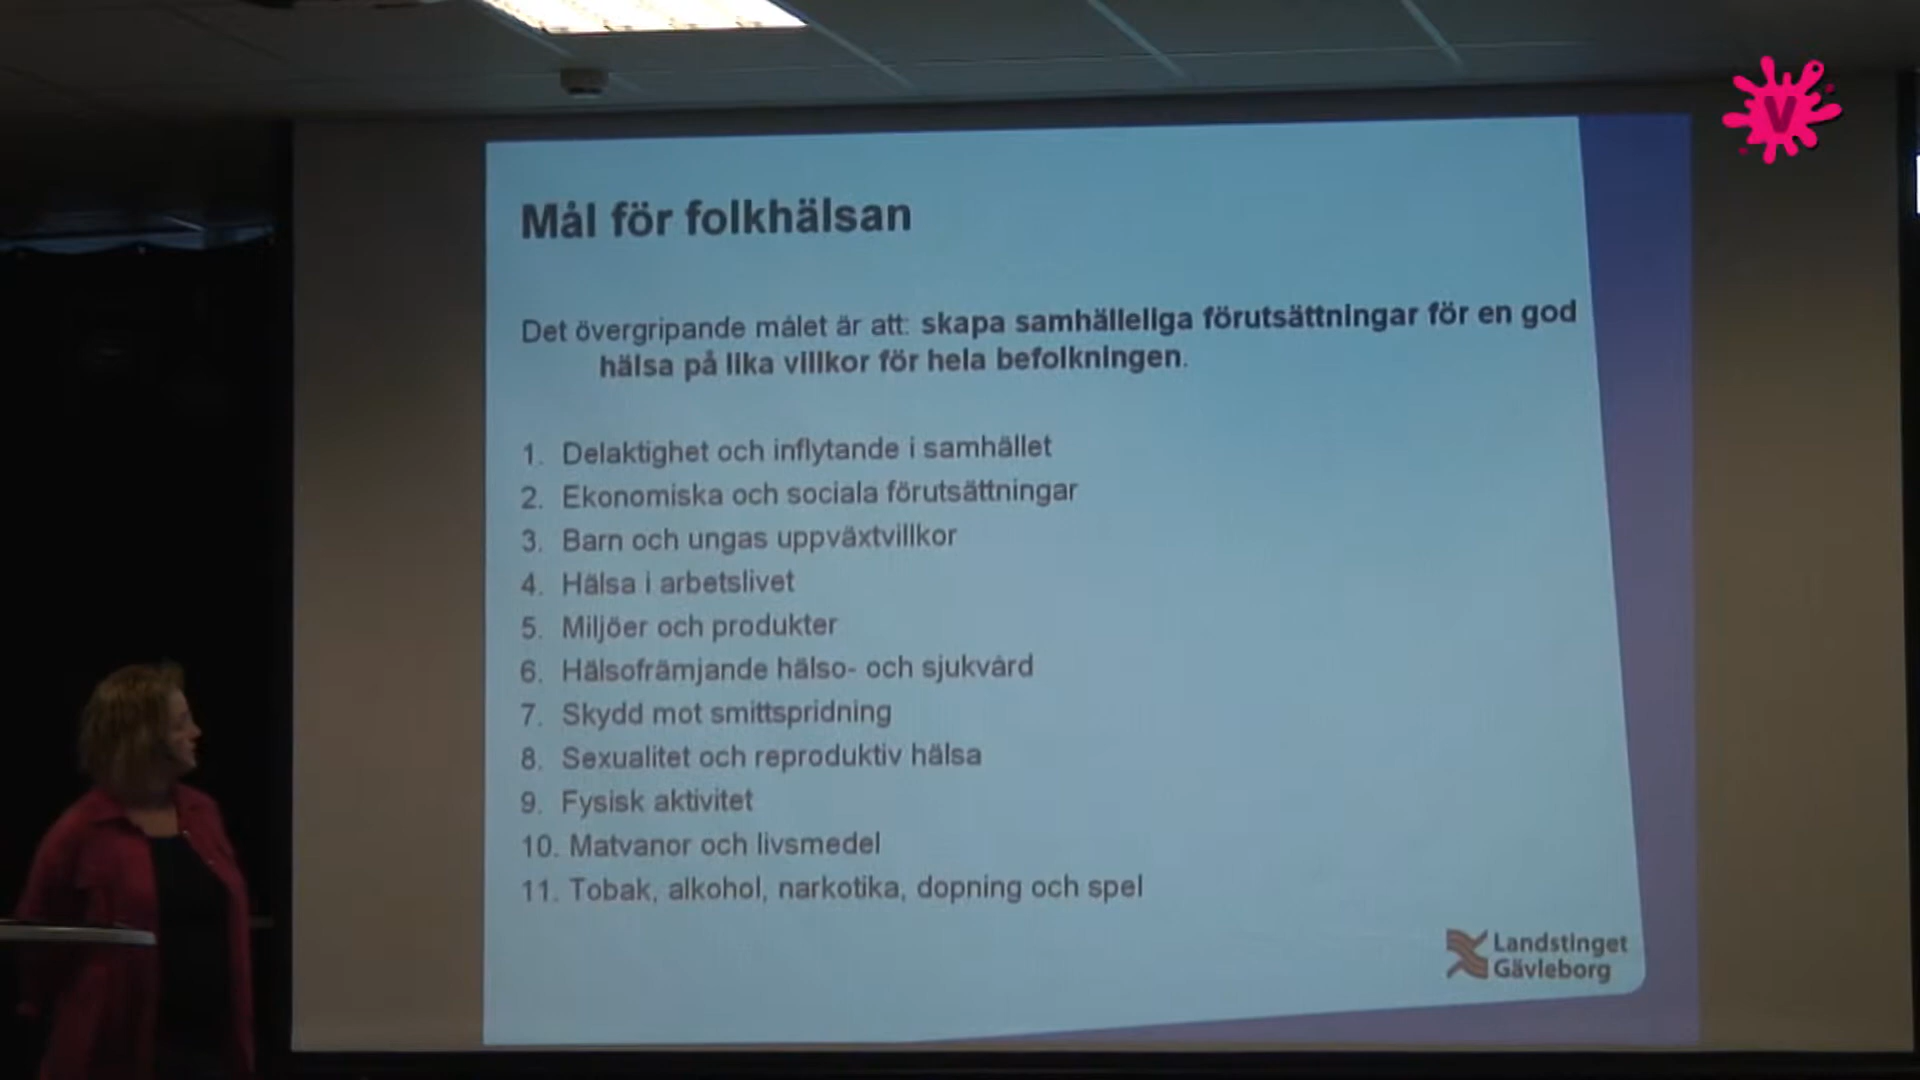 V
Mål för folkhälsan
Det övergripande målet är att: skapa samhälleliga förutsättningar för en god
hälsa på lika villkor för hela befolkningen.
1. Delaktighet och inflytande i samhället
2. Ekonomiska och sociala förutsättningar
3. Barn och ungas uppväxtvillkor
4. Hälsa i arbetslivet
5. Miljöer och produkter
6. Hälsofrämjande hälso- och sjukvård
7. Skydd mot smittspridning
8. Sexualitet och reproduktiv hälsa
9. Fysisk aktivitet
10. Matvanor och livsmedel
11. Tobak, alkohol, narkotika, dopning och spel
Landstinget
Gävleborg